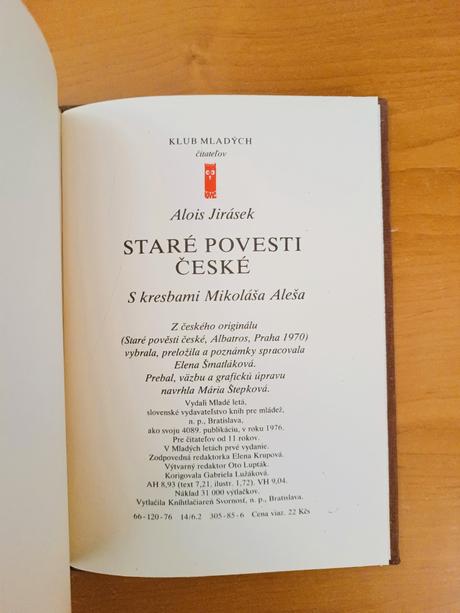 KLUB MLADÝCH
čitateľov
Alois Jirásek
STARÉ POVESTI
ČESKÉ
S kresbami Mikoláša Aleša
Z českého originálu
(Staré pověsti české, Albatros, Praha 1970)
vybrala, preložila a poznámky spracovala
Elena Šmatláková.
Prebal, väzbu a grafickú úpravu
navrhla Mária Štepková.
Vydali Mladé letá,
slovenské vydavateľstvo kníh pre mládež,
n. p., Bratislava,
ako svoju 4089. publikáciu, v roku 1976.
Pre čitateľov od 11 rokov.
V Mladých letách prvé vydanie.
Zodpovedná redaktorka Elena Krupová.
Výtvarný redaktor Oto Lupták.
Korigovala Gabriela Lužáková.
AH 8,93 (text 7,21, ilustr. 1,72). VH 9,04.
Náklad 31 000 výtlačkov.
Vytlačila Kníhtlačiareň Svornosť, n. p., Bratislava.
66-120-76 14/6.2 305-85-6 Cena viaz. 22 Kčs